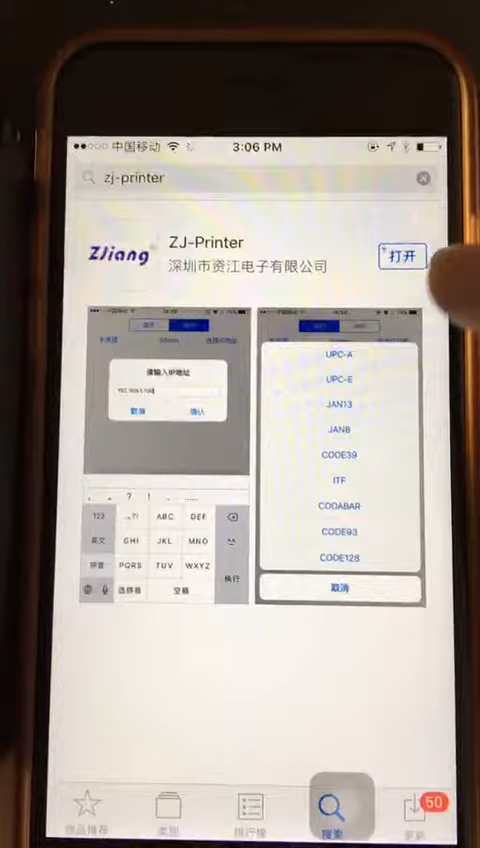 中国移动 3:06 PM
zj-printer
ZJiang
ZJ-Printer
深圳市资江电子有限公司
打开
请输入IP地址
取消 确认
, 。 ? ! 、 ……
123 .,?! ABC DEF
英文 GHI JKL MNO ^^
拼音 PQRS TUV WXYZ
选拼音 空格 换行
UPC-A
UPC-E
JAN13
JAN8
CODE39
ITF
CODABAR
CODE93
CODE128
取消
精品推荐 类别 排行榜 搜索 更新
50